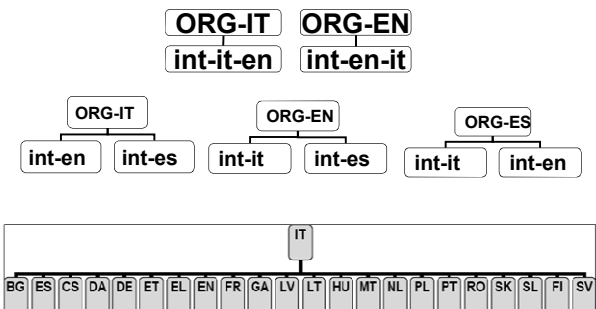 ORG-IT ORG-EN
int-it-en int-en-it
ORG-IT ORG-EN ORG-ES
int-en int-es int-it int-es int-it int-en
IT
BG ES CS DA DE ET EL EN FR GA LV LT HU MT NL PL PT RO SK SL FI SV